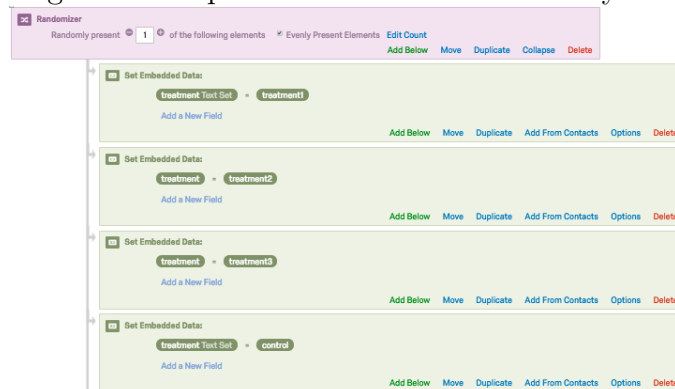 Randomizer
Randomly present 1 of the following elements Evenly Present Elements Edit Count
Add Below Move Duplicate Collapse Delete
Set Embedded Data:
treatment Text Set = treatment1
Add a New Field
Add Below Move Duplicate Add From Contacts Options Delete
Set Embedded Data:
treatment = treatment2
Add a New Field
Add Below Move Duplicate Add From Contacts Options Delete
Set Embedded Data:
treatment = treatment3
Add a New Field
Add Below Move Duplicate Add From Contacts Options Delete
Set Embedded Data:
treatment Text Set = control
Add a New Field
Add Below Move Duplicate Add From Contacts Options Delete